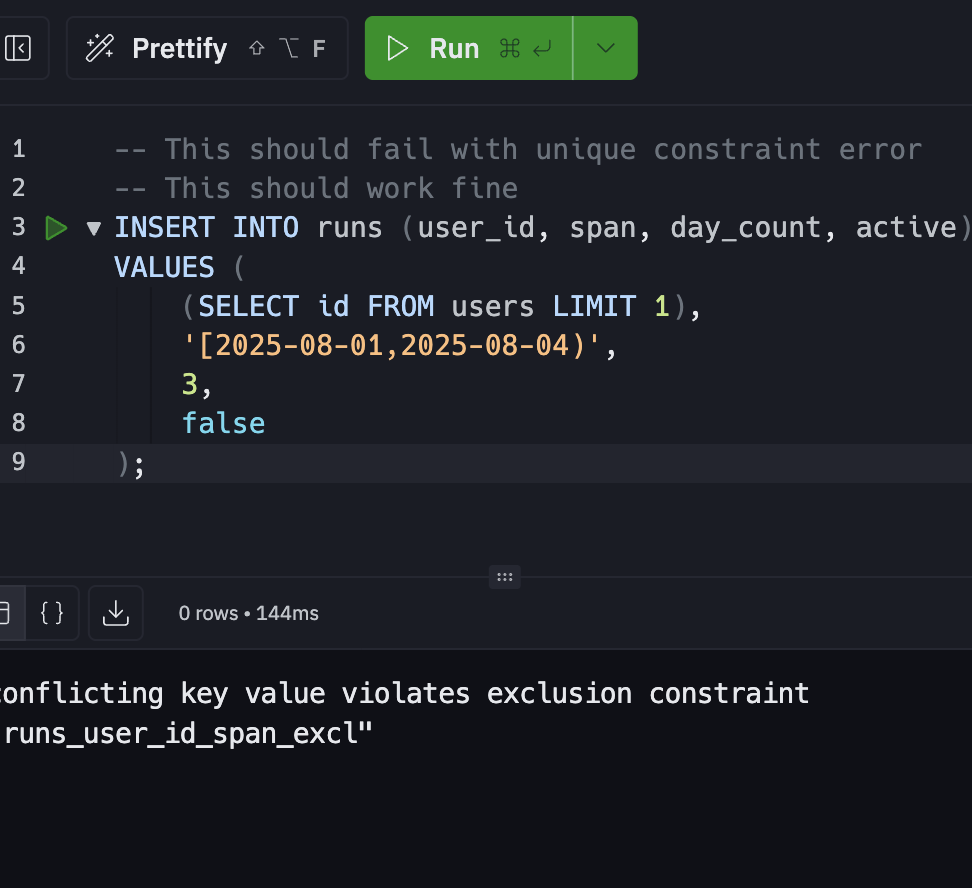 Prettify ⇧ ⌥ F
Run ⌘ ↵
1 -- This should fail with unique constraint error
2 -- This should work fine
3 INSERT INTO runs (user_id, span, day_count, active)
4 VALUES (
5 (SELECT id FROM users LIMIT 1),
6 '[2025-08-01,2025-08-04)',
7 3,
8 false
9 );
{} 0 rows • 144ms
conflicting key value violates exclusion constraint
runs_user_id_span_excl"